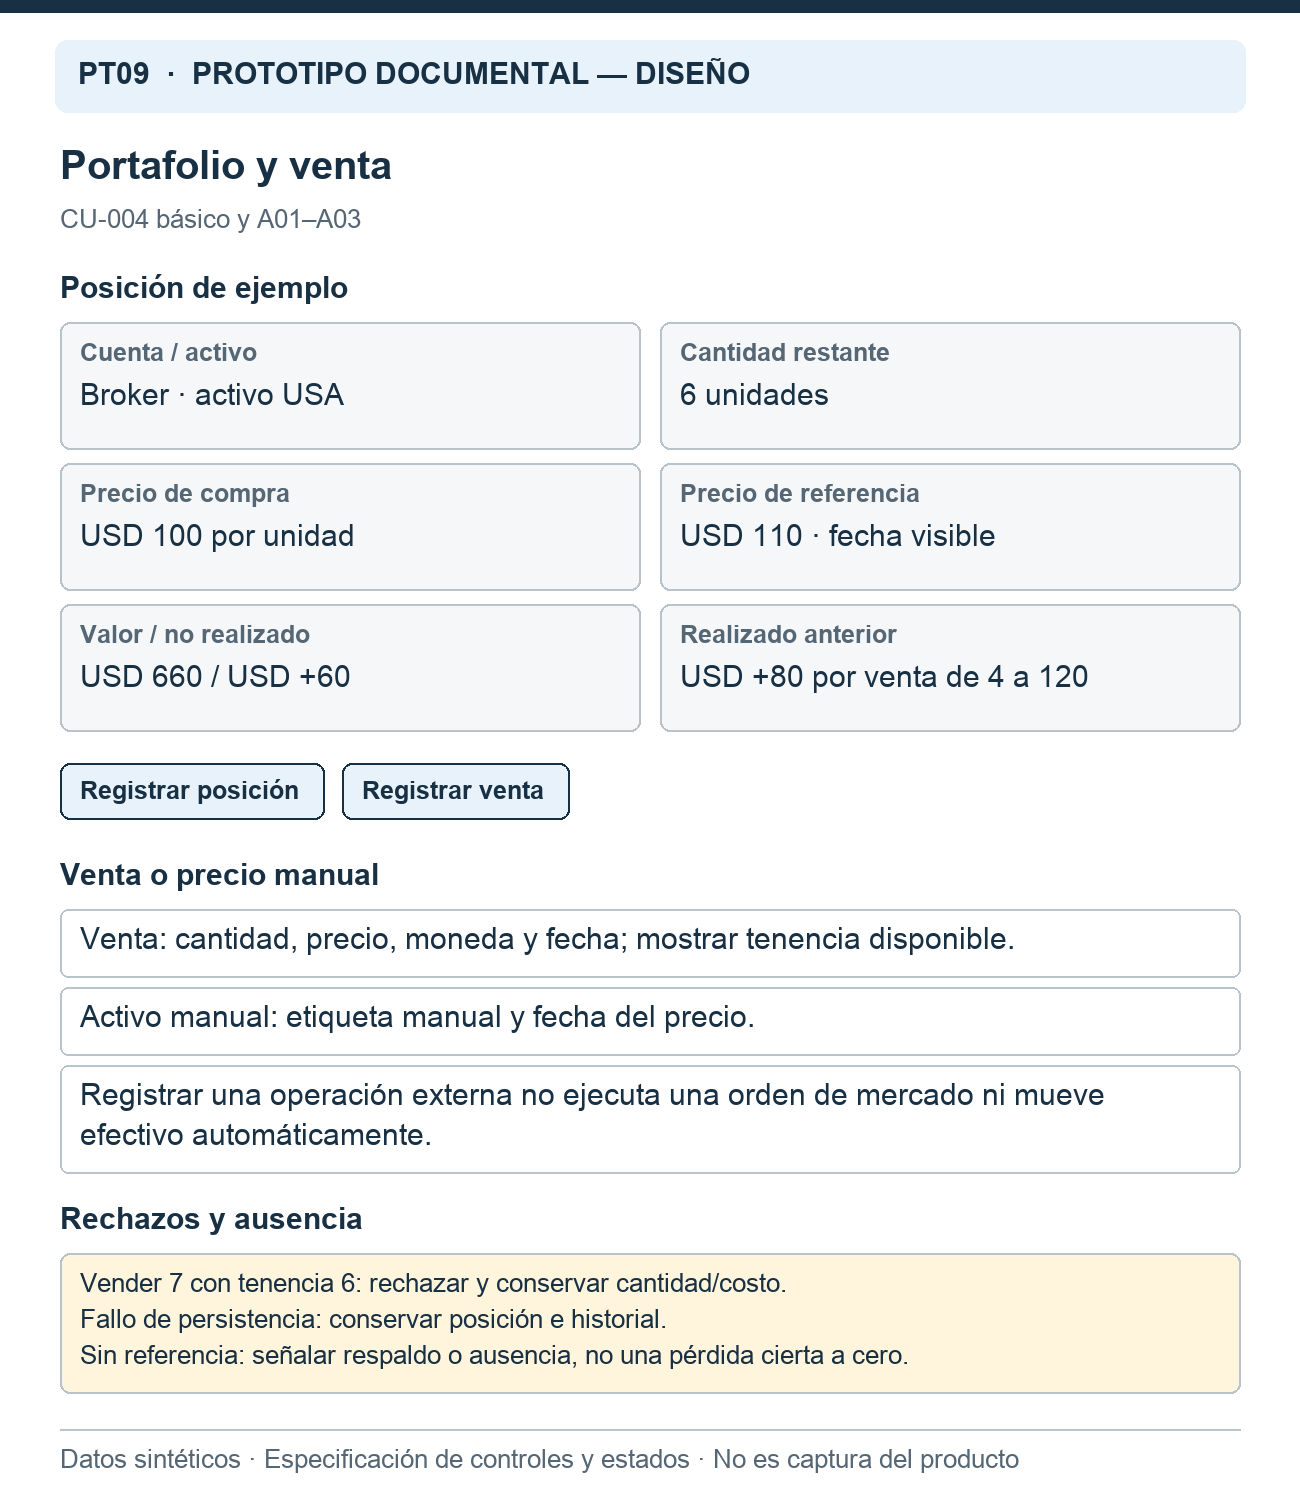 PT09 · PROTOTIPO DOCUMENTAL — DISEÑO
Portafolio y venta
CU-004 básico y A01–A03
Posición de ejemplo
Cuenta / activo
Broker · activo USA
Cantidad restante
6 unidades
Precio de compra
USD 100 por unidad
Precio de referencia
USD 110 · fecha visible
Valor / no realizado
USD 660 / USD +60
Realizado anterior
USD +80 por venta de 4 a 120
Registrar posición
Registrar venta
Venta o precio manual
Venta: cantidad, precio, moneda y fecha; mostrar tenencia disponible.
Activo manual: etiqueta manual y fecha del precio.
Registrar una operación externa no ejecuta una orden de mercado ni mueve
efectivo automáticamente.
Rechazos y ausencia
Vender 7 con tenencia 6: rechazar y conservar cantidad/costo.
Fallo de persistencia: conservar posición e historial.
Sin referencia: señalar respaldo o ausencia, no una pérdida cierta a cero.
Datos sintéticos · Especificación de controles y estados · No es captura del producto